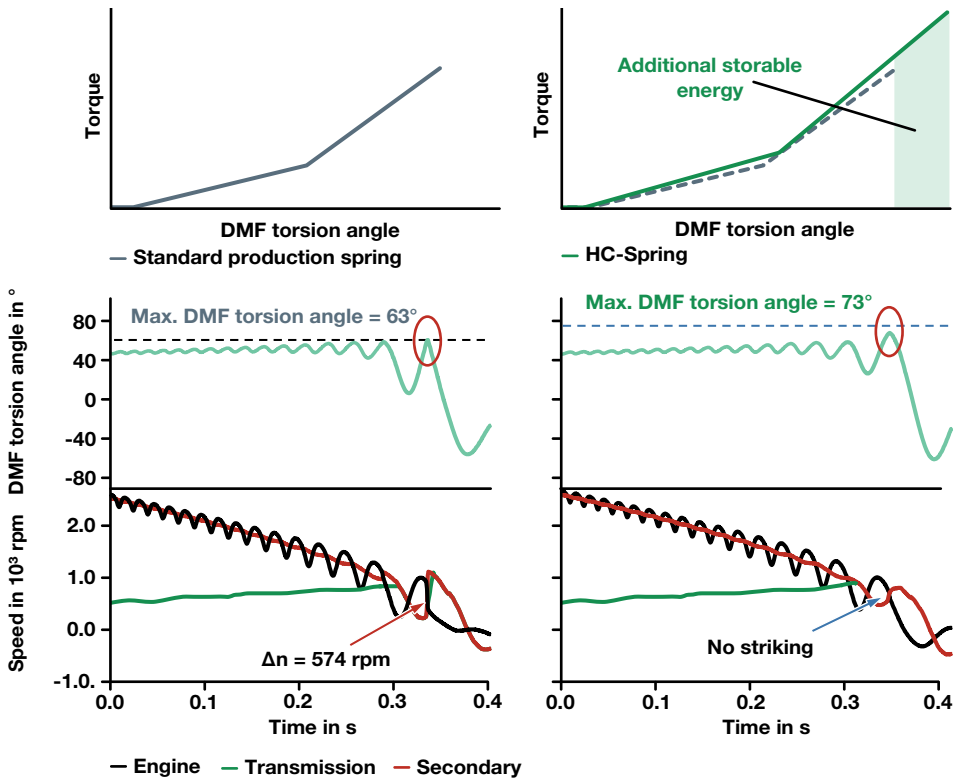 Torque
DMF torsion angle
Standard production spring
Torque
Additional storable
energy
DMF torsion angle
HC-Spring
DMF torsion angle in °
80
40
0
-40
-80
Max. DMF torsion angle = 63°
Max. DMF torsion angle = 73°
Speed in 10³ rpm
2.0
1.0
0.0
-1.0.
Δn = 574 rpm
No striking
0.0
0.1
0.2
0.3
0.4
Time in s
0.0
0.1
0.2
0.3
0.4
Time in s
Engine
Transmission
Secondary